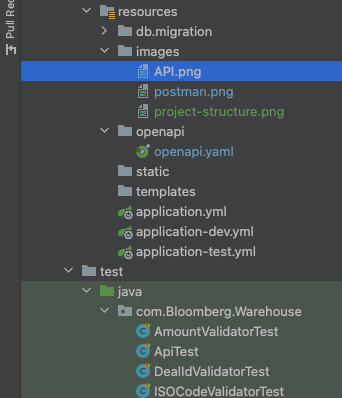 Pull Rec
resources
db.migration
images
API.png
postman.png
project-structure.png
openapi
openapi.yaml
static
templates
application.yml
application-dev.yml
application-test.yml
test
java
com.Bloomberg.Warehouse
AmountValidatorTest
ApiTest
DealIdValidatorTest
ISOCodeValidatorTest